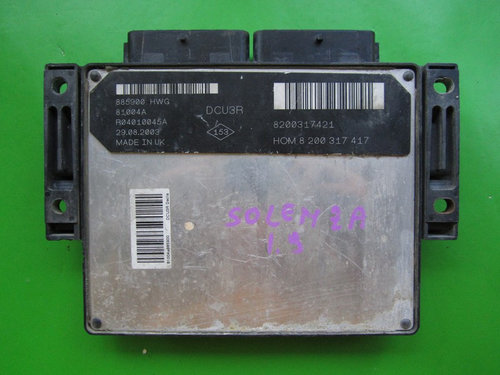 885900 HWG
81004A
R04010045A
29.08.2003
MADE IN UK
DCU3R
153
8200317421
HOM 8 200 317 417
SOLENZA
1.9